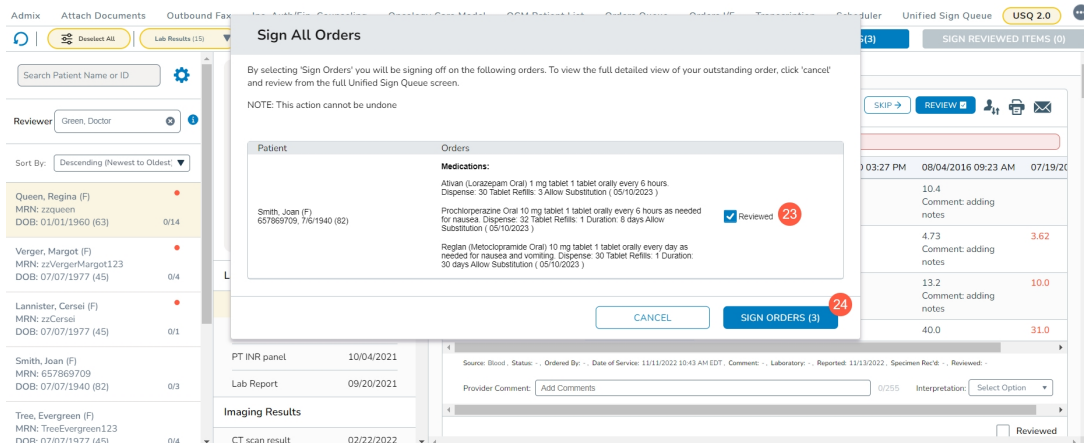 Admix Attach Documents Outbound Fax Orders Queue Orders I/F Transcription Scheduler Unified Sign Queue USQ 2.0
Deselect All Lab Results (15)
(3) SIGN REVIEWED ITEMS (0)
Sign All Orders
By selecting 'Sign Orders' you will be signing off on the following orders. To view the full detailed view of your outstanding order, click 'cancel'
and review from the full Unified Sign Queue screen.
NOTE: This action cannot be undone
Patient Orders
Medications:
Ativan (Lorazepam Oral) 1 mg tablet 1 tablet orally every 6 hours.
Dispense: 30 Tablet Refills: 3 Allow Substitution ( 05/10/2023 )
Smith, Joan (F)
657869709, 7/6/1940 (82)
Prochlorperazine Oral 10 mg tablet 1 tablet orally every 6 hours as needed
for nausea. Dispense: 32 Tablet Refills: 1 Duration: 8 days Allow
Substitution ( 05/10/2023 )
Reviewed 23
Reglan (Metoclopramide Oral) 10 mg tablet 1 tablet orally every day as
needed for nausea and vomiting. Dispense: 30 Tablet Refills: 1 Duration:
30 days Allow Substitution ( 05/10/2023 )
24
CANCEL SIGN ORDERS (3)
Search Patient Name or ID
Reviewer Green, Doctor
Sort By: Descending (Newest to Oldest)
Queen, Regina (F)
MRN: zzqueen
DOB: 01/01/1960 (63) 0/14
Verger, Margot (F)
MRN: zzVergerMargot123
DOB: 07/07/1977 (45) 0/4
Lannister, Cersei (F)
MRN: zzCersei
DOB: 07/07/1977 (45) 0/1
Smith, Joan (F)
MRN: 657869709
DOB: 07/07/1940 (82) 0/3
Tree, Evergreen (F)
MRN: TreeEvergreen123
DOB: 07/07/1977 (45) 0/4
L
PT INR panel 10/04/2021
Lab Report 09/20/2021
Imaging Results
CT scan result 02/22/2022
SKIP REVIEW
03:27 PM 08/04/2016 09:23 AM 07/19/20
10.4
Comment: adding
notes
4.73 3.62
Comment: adding
notes
13.2 10.0
Comment: adding
notes
40.0 31.0
Source: Blood , Status: - , Ordered By: - , Date of Service: 11/11/2022 10:43 AM EDT , Comment: - , Laboratory: - , Reported: 11/13/2022 , Specimen Rec'd: - , Reviewed: -
Provider Comment: Add Comments 0/255 Interpretation: Select Option
Reviewed